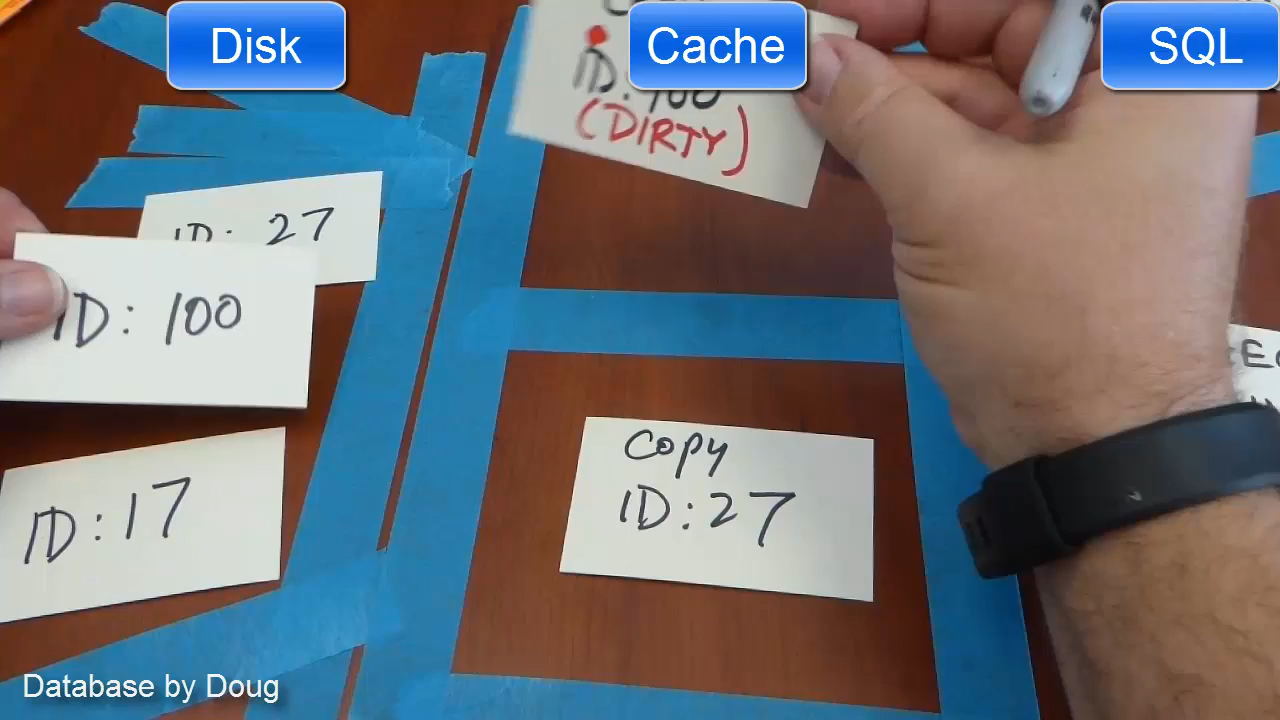 Disk
Cache
SQL
ID: 100
(DIRTY)
ID: 27
ID: 100
ID: 17
Copy
ID: 27
Database by Doug